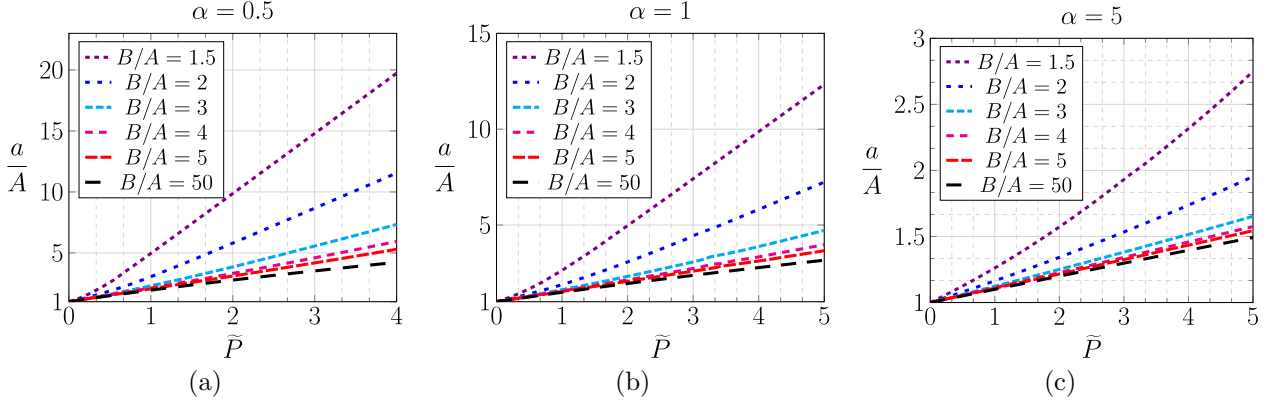 α = 0.5
a/A
20
15
10
5
1
B/A = 1.5
B/A = 2
B/A = 3
B/A = 4
B/A = 5
B/A = 50
0 1 2 3 4
P̃
(a)
α = 1
a/A
15
10
5
1
B/A = 1.5
B/A = 2
B/A = 3
B/A = 4
B/A = 5
B/A = 50
0 1 2 3 4 5
P̃
(b)
α = 5
a/A
3
2.5
2
1.5
1
B/A = 1.5
B/A = 2
B/A = 3
B/A = 4
B/A = 5
B/A = 50
0 1 2 3 4 5
P̃
(c)